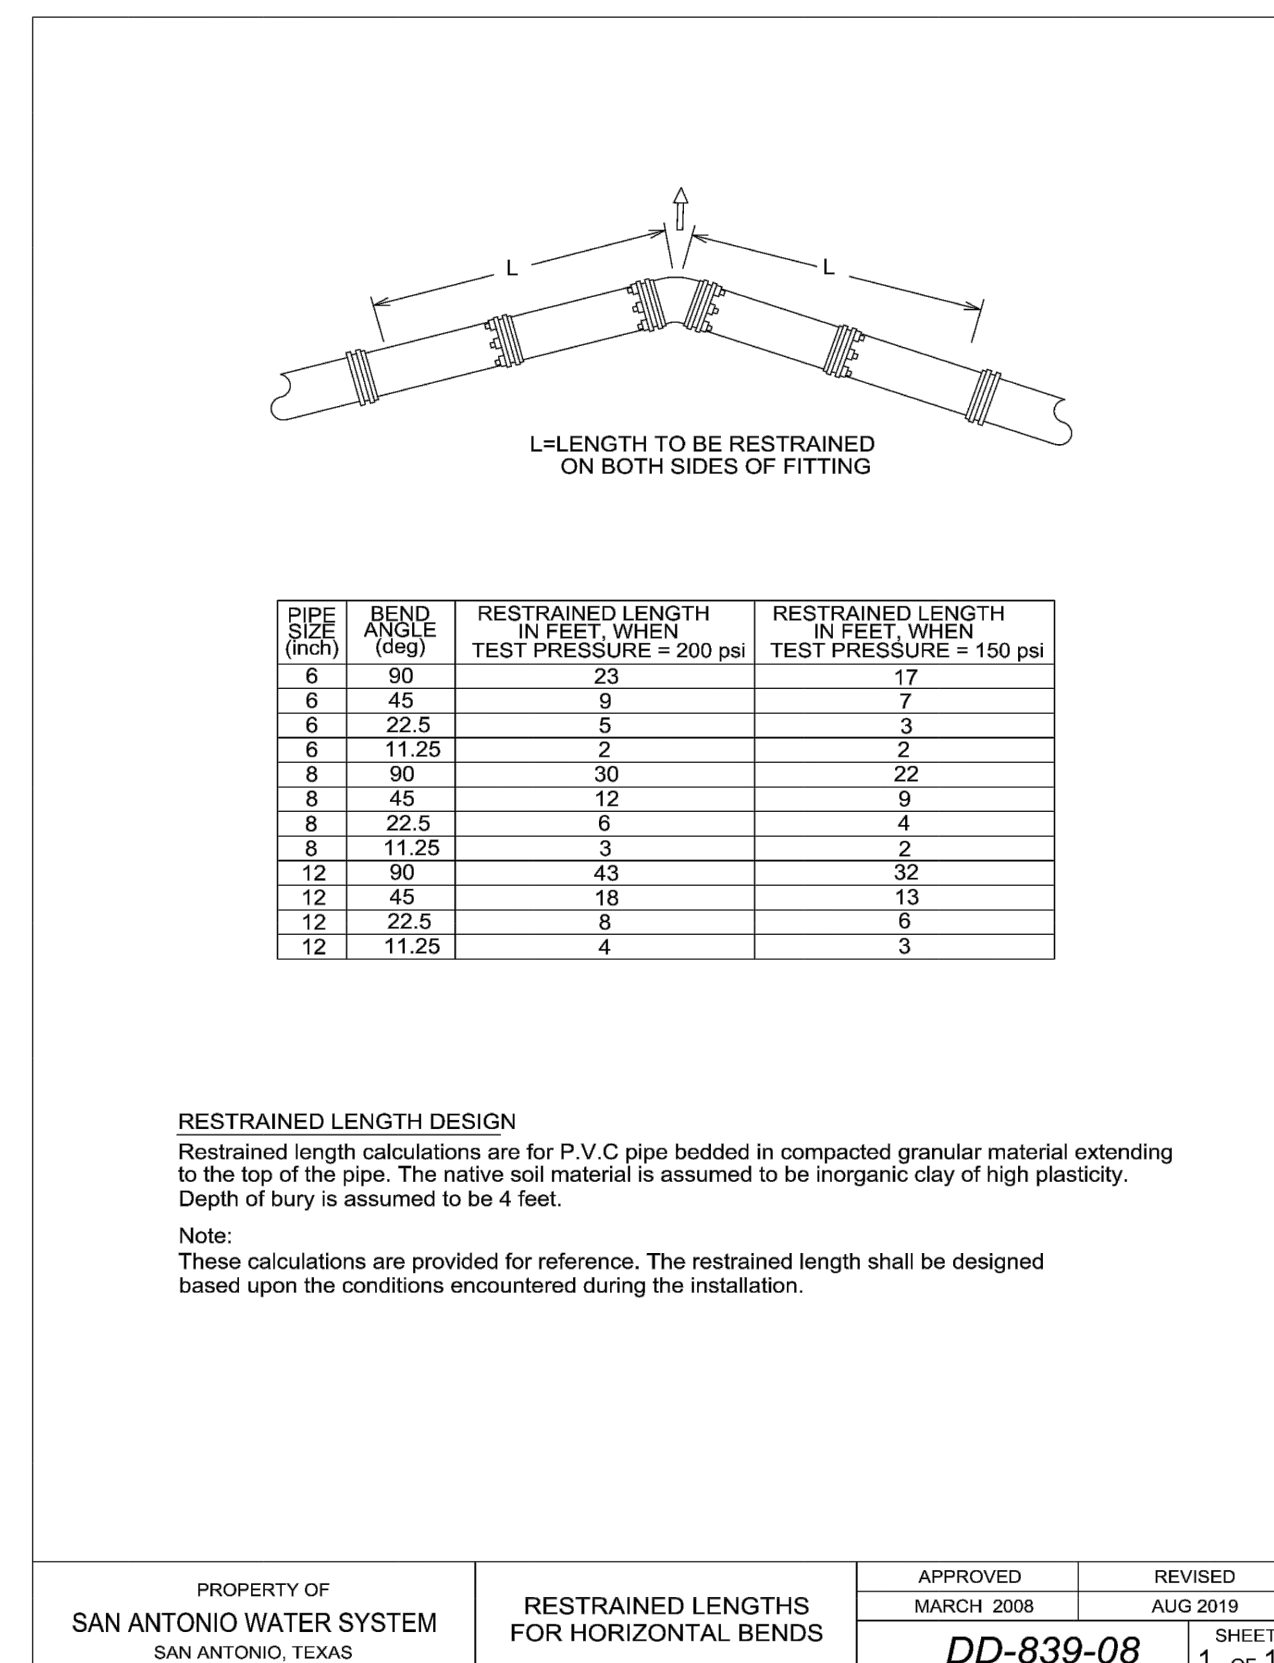 L
L
L=LENGTH TO BE RESTRAINED
ON BOTH SIDES OF FITTING
PIPE SIZE (inch) BEND ANGLE (deg) RESTRAINED LENGTH IN FEET, WHEN TEST PRESSURE = 200 psi RESTRAINED LENGTH IN FEET, WHEN TEST PRESSURE = 150 psi
6 90 23 17
6 45 9 7
6 22.5 5 3
6 11.25 2 2
8 90 30 22
8 45 12 9
8 22.5 6 4
8 11.25 3 2
12 90 43 32
12 45 18 13
12 22.5 8 6
12 11.25 4 3
RESTRAINED LENGTH DESIGN
Restrained length calculations are for P.V.C pipe bedded in compacted granular material extending
to the top of the pipe. The native soil material is assumed to be inorganic clay of high plasticity.
Depth of bury is assumed to be 4 feet.
Note:
These calculations are provided for reference. The restrained length shall be designed
based upon the conditions encountered during the installation.
PROPERTY OF
SAN ANTONIO WATER SYSTEM
SAN ANTONIO, TEXAS
RESTRAINED LENGTHS
FOR HORIZONTAL BENDS
APPROVED REVISED
MARCH 2008 AUG 2019
DD-839-08
SHEET
1 OF 1